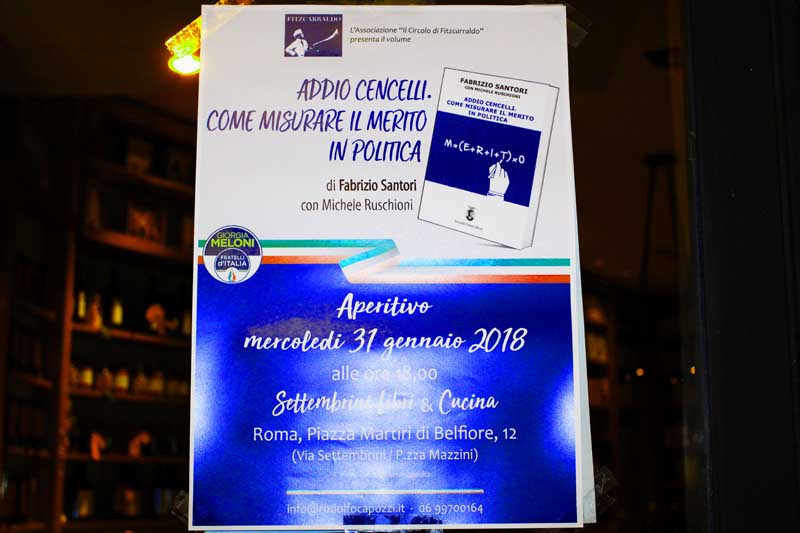 FITZCARRALDO
L'Associazione "Il Circolo di Fitzcarraldo"
presenta il volume
ADDIO CENCELLI.
COME MISURARE IL MERITO
IN POLITICA
di Fabrizio Santori
con Michele Ruschioni
FABRIZIO SANTORI
CON MICHELE RUSCHIONI
ADDIO CENCELLI.
COME MISURARE IL MERITO
IN POLITICA
M=(E+R+I+T)×0
GIORGIA
MELONI
FRATELLI
d'ITALIA
Aperitivo
mercoledì 31 gennaio 2018
alle ore 18,00
Settembrini Libri & Cucina
Roma, Piazza Martiri di Belfiore, 12
(Via Settembrini / P.zza Mazzini)
info@rodolfocapozzi.it - 06 99700164